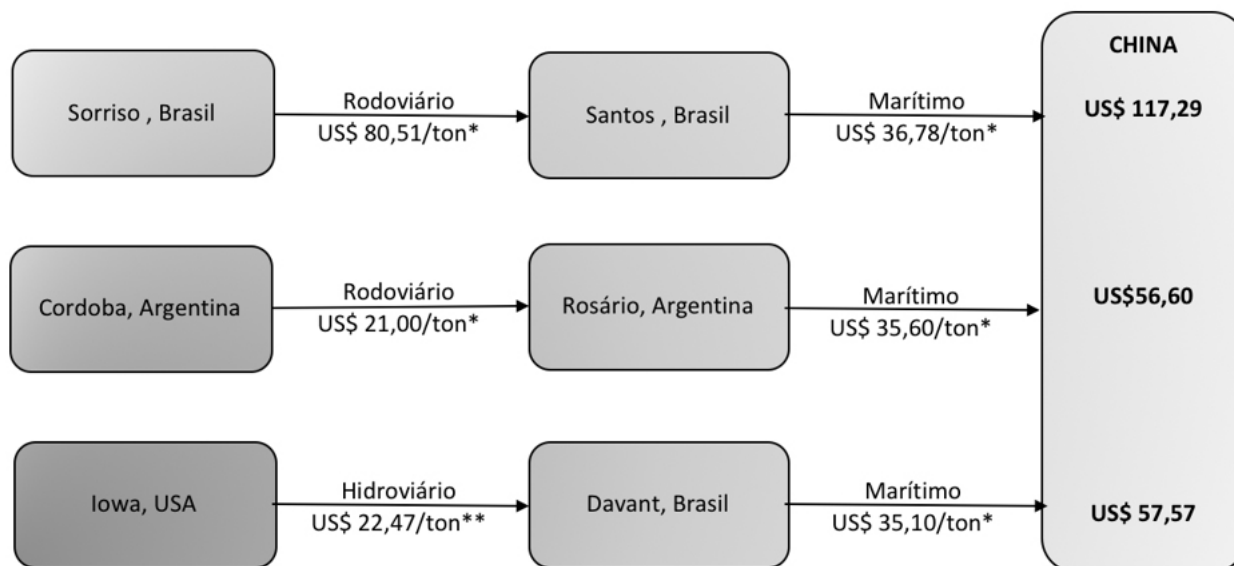 CHINA
Sorriso , Brasil
Rodoviário
US$ 80,51/ton*
Santos , Brasil
Marítimo
US$ 36,78/ton*
US$ 117,29
Cordoba, Argentina
Rodoviário
US$ 21,00/ton*
Rosário, Argentina
Marítimo
US$ 35,60/ton*
US$56,60
Iowa, USA
Hidroviário
US$ 22,47/ton**
Davant, Brasil
Marítimo
US$ 35,10/ton*
US$ 57,57